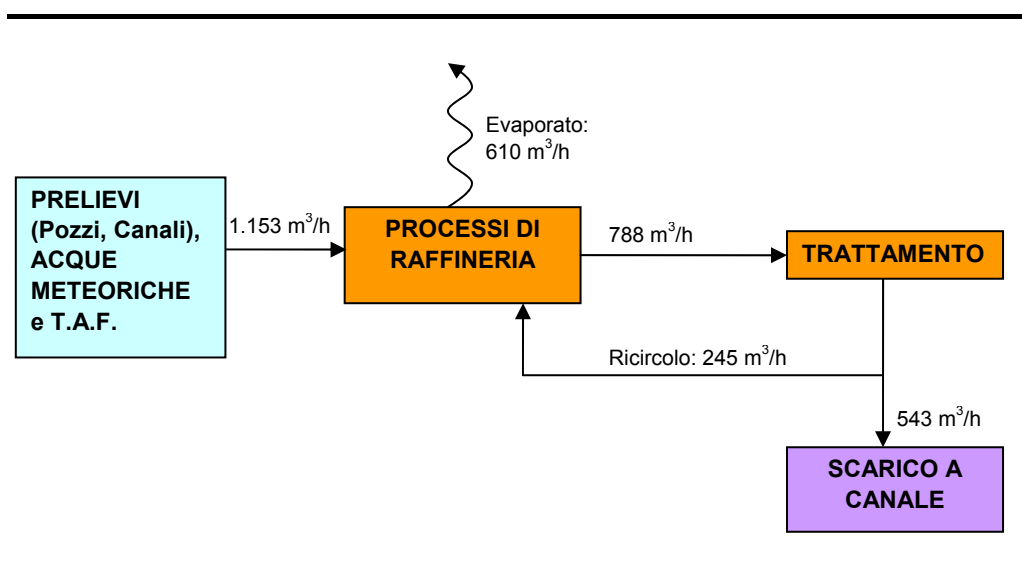 Evaporato:
610 m³/h
PRELIEVI
(Pozzi, Canali),
ACQUE
METEORICHE
e T.A.F.
1.153 m³/h
PROCESSI DI
RAFFINERIA
788 m³/h
TRATTAMENTO
Ricircolo: 245 m³/h
543 m³/h
SCARICO A
CANALE